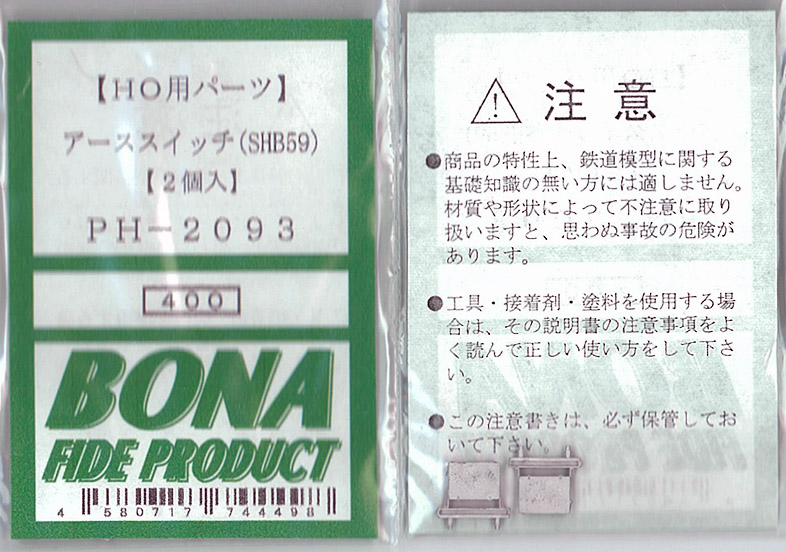 【HO用パーツ】
アーススイッチ(SHB59)
【2個入】
PH-2093
400
BONA
FIDE PRODUCT
4 580717 744498
⚠ 注意
●商品の特性上、鉄道模型に関する
基礎知識の無い方には適しません。
材質や形状によって不注意に取り
扱いますと、思わぬ事故の危険が
あります。
●工具・接着剤・塗料を使用する場
合は、その説明書の注意事項をよ
く読んで正しい使い方をして下さ
い。
●この注意書きは、必ず保管してお
いて下さい。